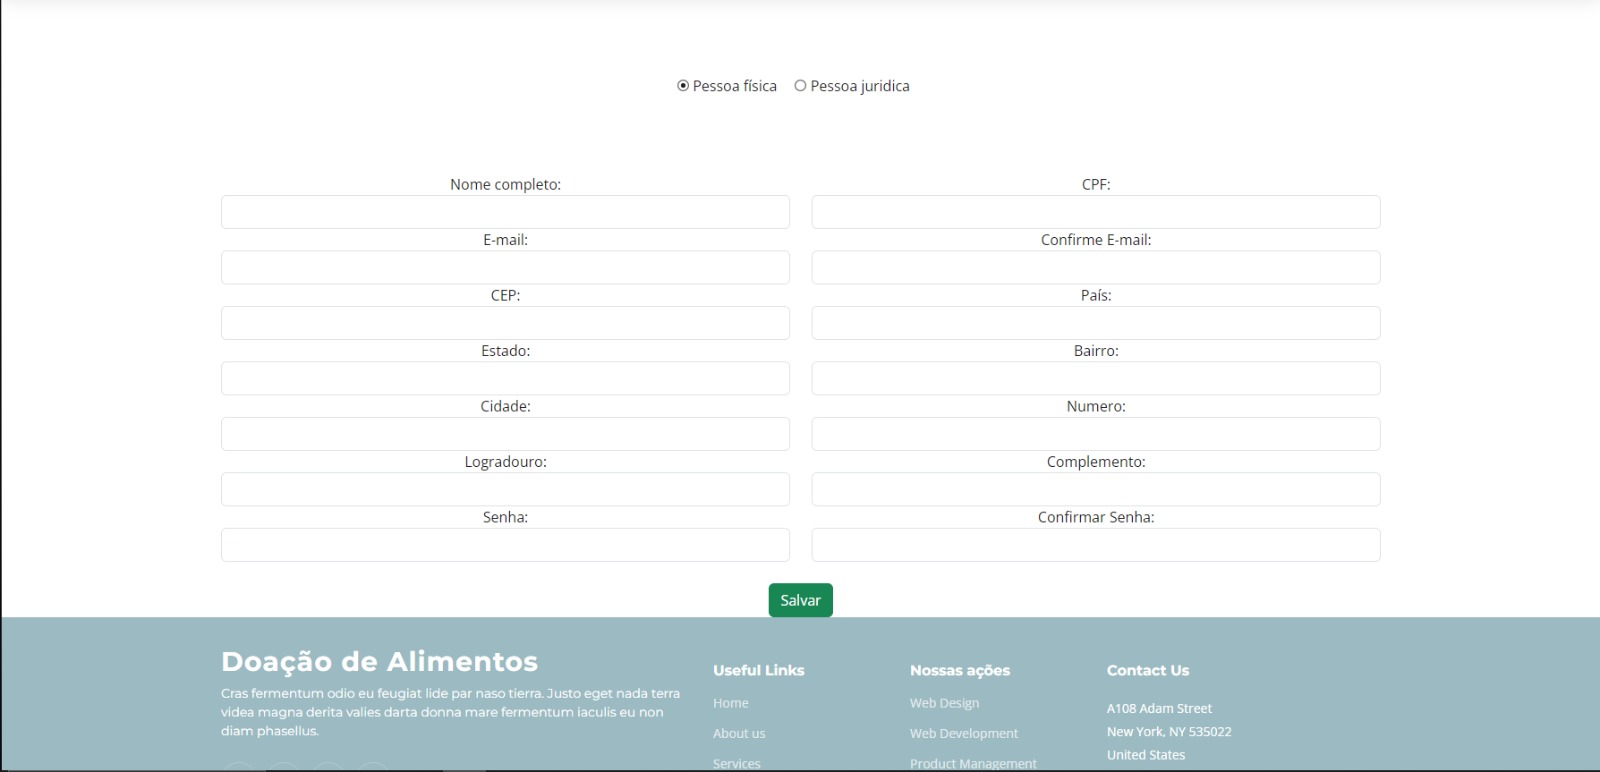 Pessoa física Pessoa juridica
Nome completo: CPF:
E-mail: Confirme E-mail:
CEP: País:
Estado: Bairro:
Cidade: Numero:
Logradouro: Complemento:
Senha: Confirmar Senha:
Salvar
Doação de Alimentos
Cras fermentum odio eu feugiat lide par naso tierra. Justo eget nada terra
videa magna derita valies darta donna mare fermentum iaculis eu non
diam phasellus.
Useful Links
Home
About us
Services
Nossas ações
Web Design
Web Development
Product Management
Contact Us
A108 Adam Street
New York, NY 535022
United States